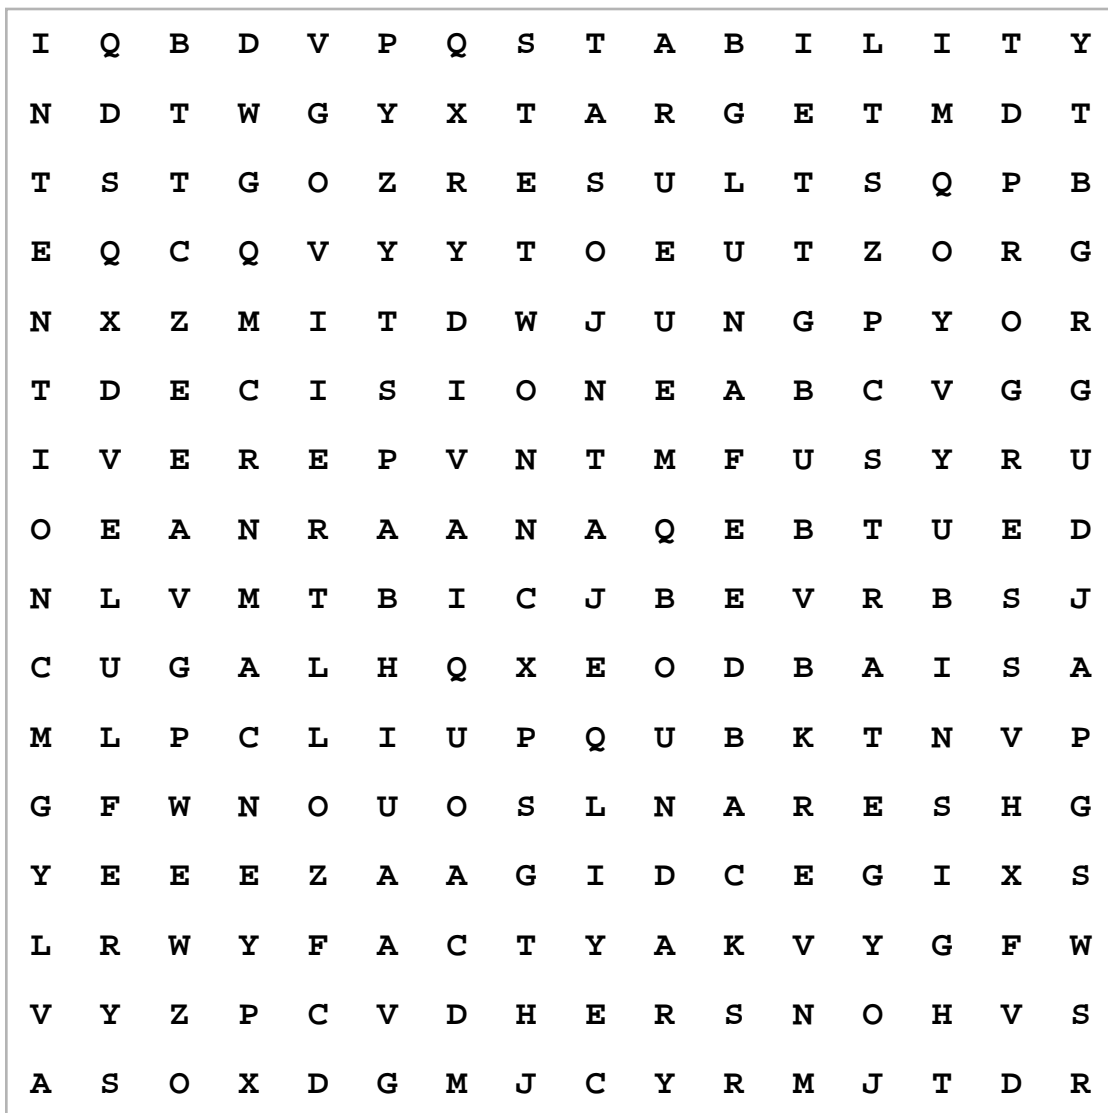 I Q B D V P Q S T A B I L I T Y
N D T W G Y X T A R G E T M D T
T S T G O Z R E S U L T S Q P B
E Q C Q V Y Y T O E U T Z O R G
N X Z M I T D W J U N G P Y O R
T D E C I S I O N E A B C V G G
I V E R E P V N T M F U S Y R U
O E A N R A A N A Q E B T U E D
N L V M T B I C J B E V R B S J
C U G A L H Q X E O D B A I S A
M L P C L I U P Q U B K T N V P
G F W N O U O S L N A R E S H G
Y E E E Z A A G I D C E G I X S
L R W Y F A C T Y A K V Y G F W
V Y Z P C V D H E R S N O H V S
A S O X D G M J C Y R M J T D R